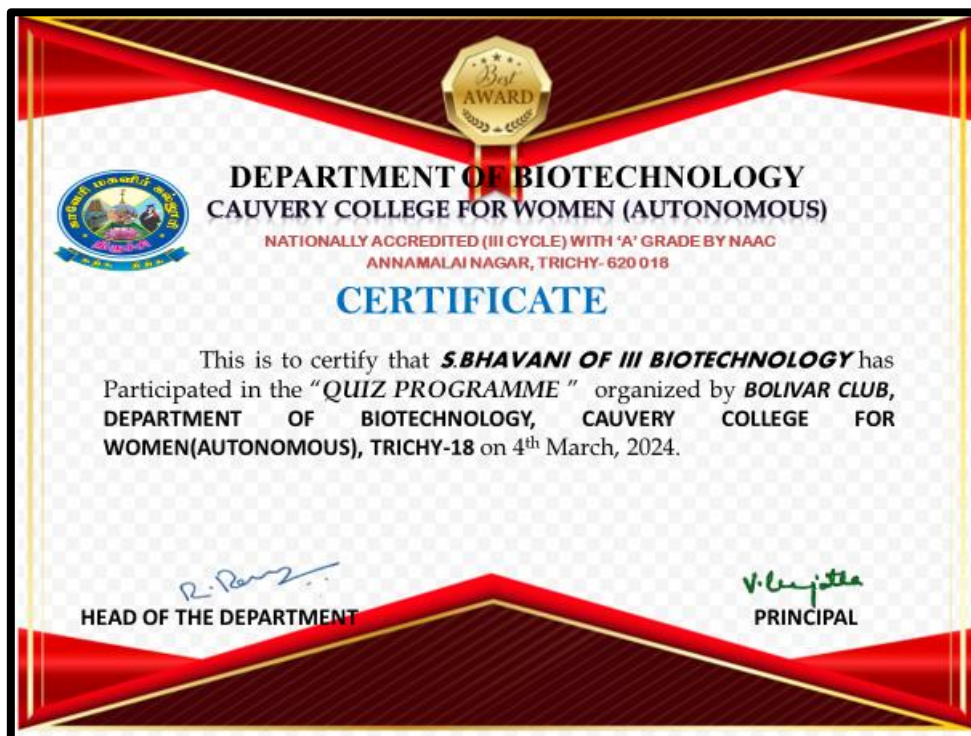 Best
AWARD
DEPARTMENT OF BIOTECHNOLOGY
காவேரி மகளிர் கல்லூரி
திருச்சி
CAUVERY COLLEGE FOR WOMEN (AUTONOMOUS)
NATIONALLY ACCREDITED (III CYCLE) WITH ‘A’ GRADE BY NAAC
ANNAMALAI NAGAR, TRICHY- 620 018
CERTIFICATE
This is to certify that S.BHAVANI OF III BIOTECHNOLOGY has
Participated in the “QUIZ PROGRAMME ” organized by BOLIVAR CLUB,
DEPARTMENT OF BIOTECHNOLOGY, CAUVERY COLLEGE FOR
WOMEN(AUTONOMOUS), TRICHY-18 on 4th March, 2024.
HEAD OF THE DEPARTMENT
PRINCIPAL